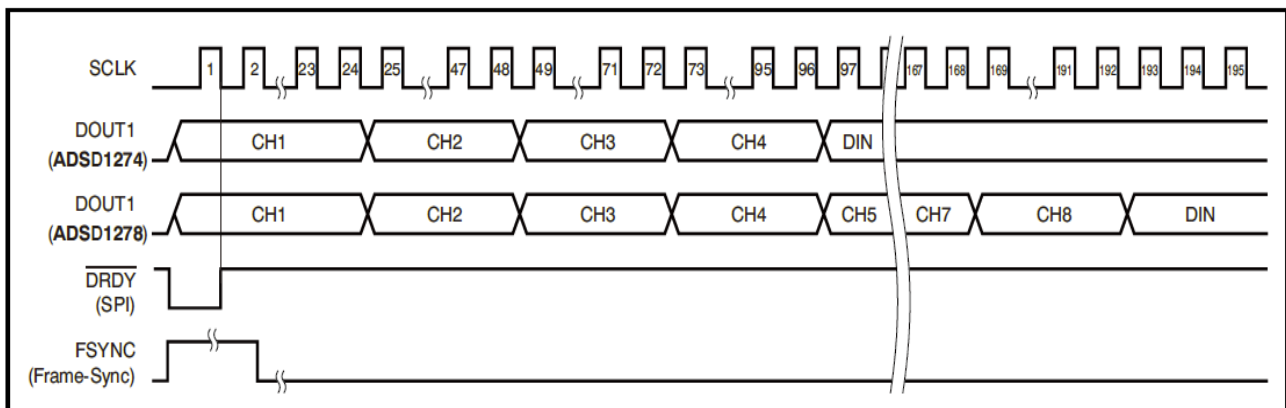 SCLK 1 2 23 24 25 47 48 49 71 72 73 95 96 97 167 168 169 191 192 193 194 195
DOUT1
(ADSD1274) CH1 CH2 CH3 CH4 DIN
DOUT1
(ADSD1278) CH1 CH2 CH3 CH4 CH5 CH7 CH8 DIN
DRDY
(SPI)
FSYNC
(Frame-Sync)